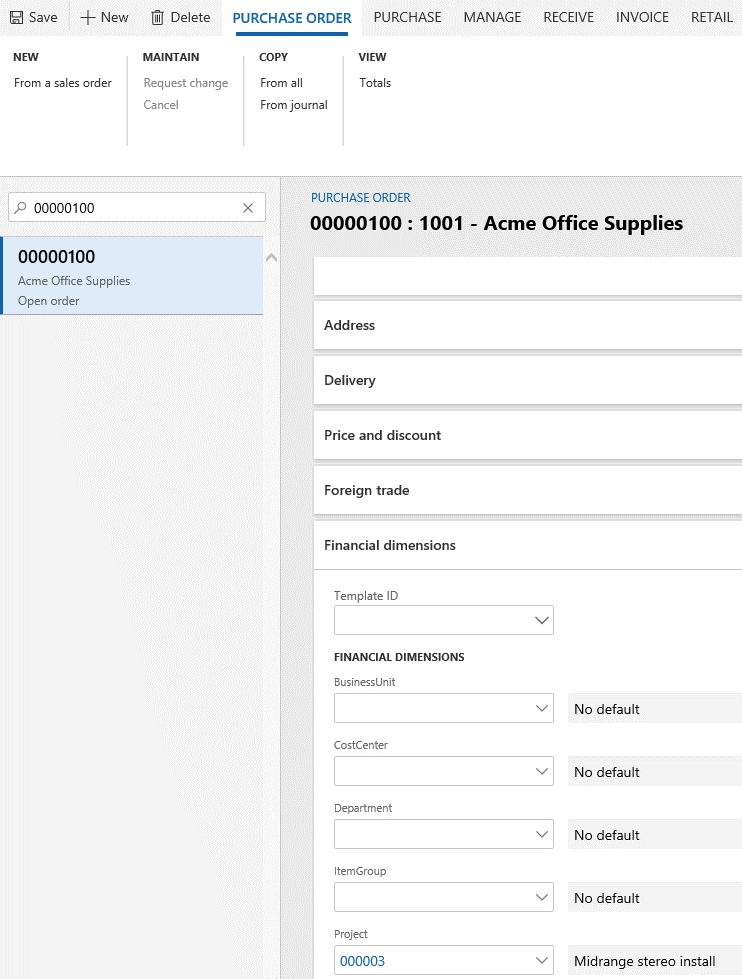 Save New Delete PURCHASE ORDER PURCHASE MANAGE RECEIVE INVOICE RETAIL
NEW MAINTAIN COPY VIEW
From a sales order Request change From all Totals
Cancel From journal
00000100
PURCHASE ORDER
00000100 : 1001 - Acme Office Supplies
00000100
Acme Office Supplies
Open order
Address
Delivery
Price and discount
Foreign trade
Financial dimensions
Template ID
FINANCIAL DIMENSIONS
BusinessUnit
No default
CostCenter
No default
Department
No default
ItemGroup
No default
Project
000003 Midrange stereo install